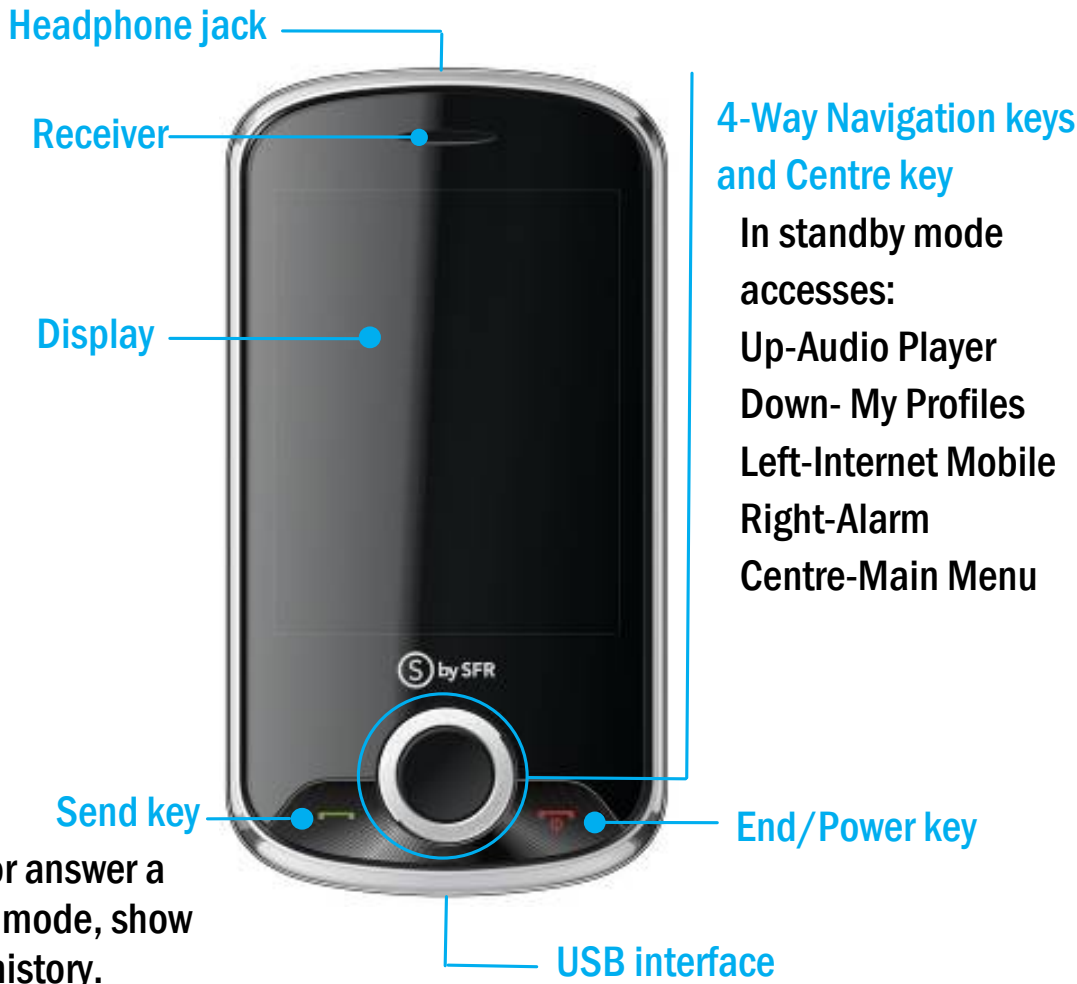 Headphone jack
Receiver
4-Way Navigation keys
and Centre key
In standby mode
accesses:
Up-Audio Player
Down- My Profiles
Left-Internet Mobile
Right-Alarm
Centre-Main Menu
Display
S by SFR
Send key
or answer a
mode, show
history.
End/Power key
USB interface